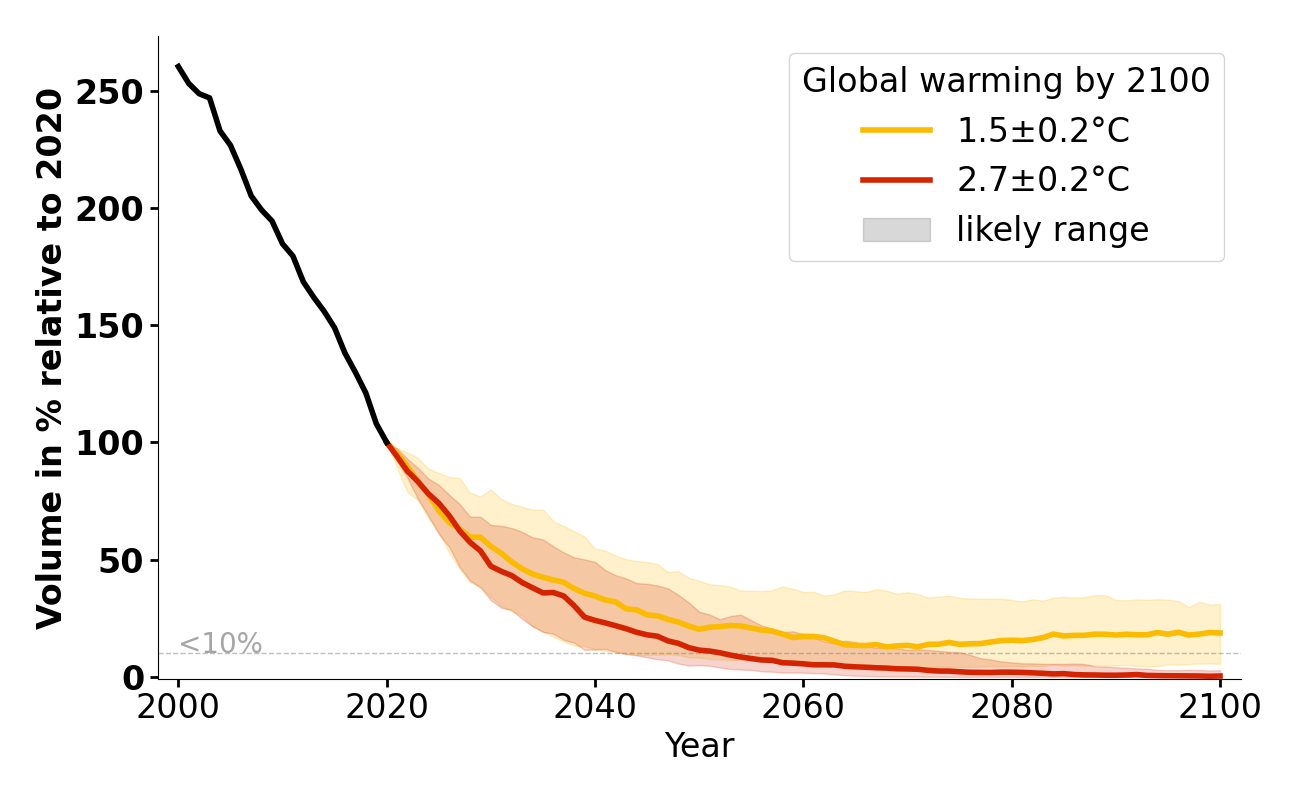 Volume in % relative to 2020
250
200
150
100
50
0
<10%
Global warming by 2100
1.5±0.2°C
2.7±0.2°C
likely range
2000 2020 2040 2060 2080 2100
Year